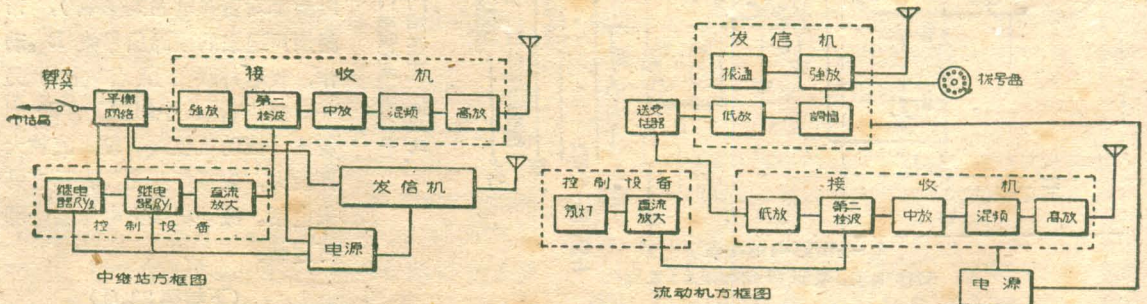 开关
接 收 机
平衡
网络
强放
第二
检波
中放
混频
高放
继电
器RY2
继电
器RY1
直流
放大
控 制 设 备
发 信 机
电源
中继站方框图
发 信 机
振温
强放
拨号盘
送受
话器
低放
调幅
控 制 设 备
氖灯
直流
放大
接 收 机
低放
第二
检波
中放
混频
高放
电 源
流动机方框图